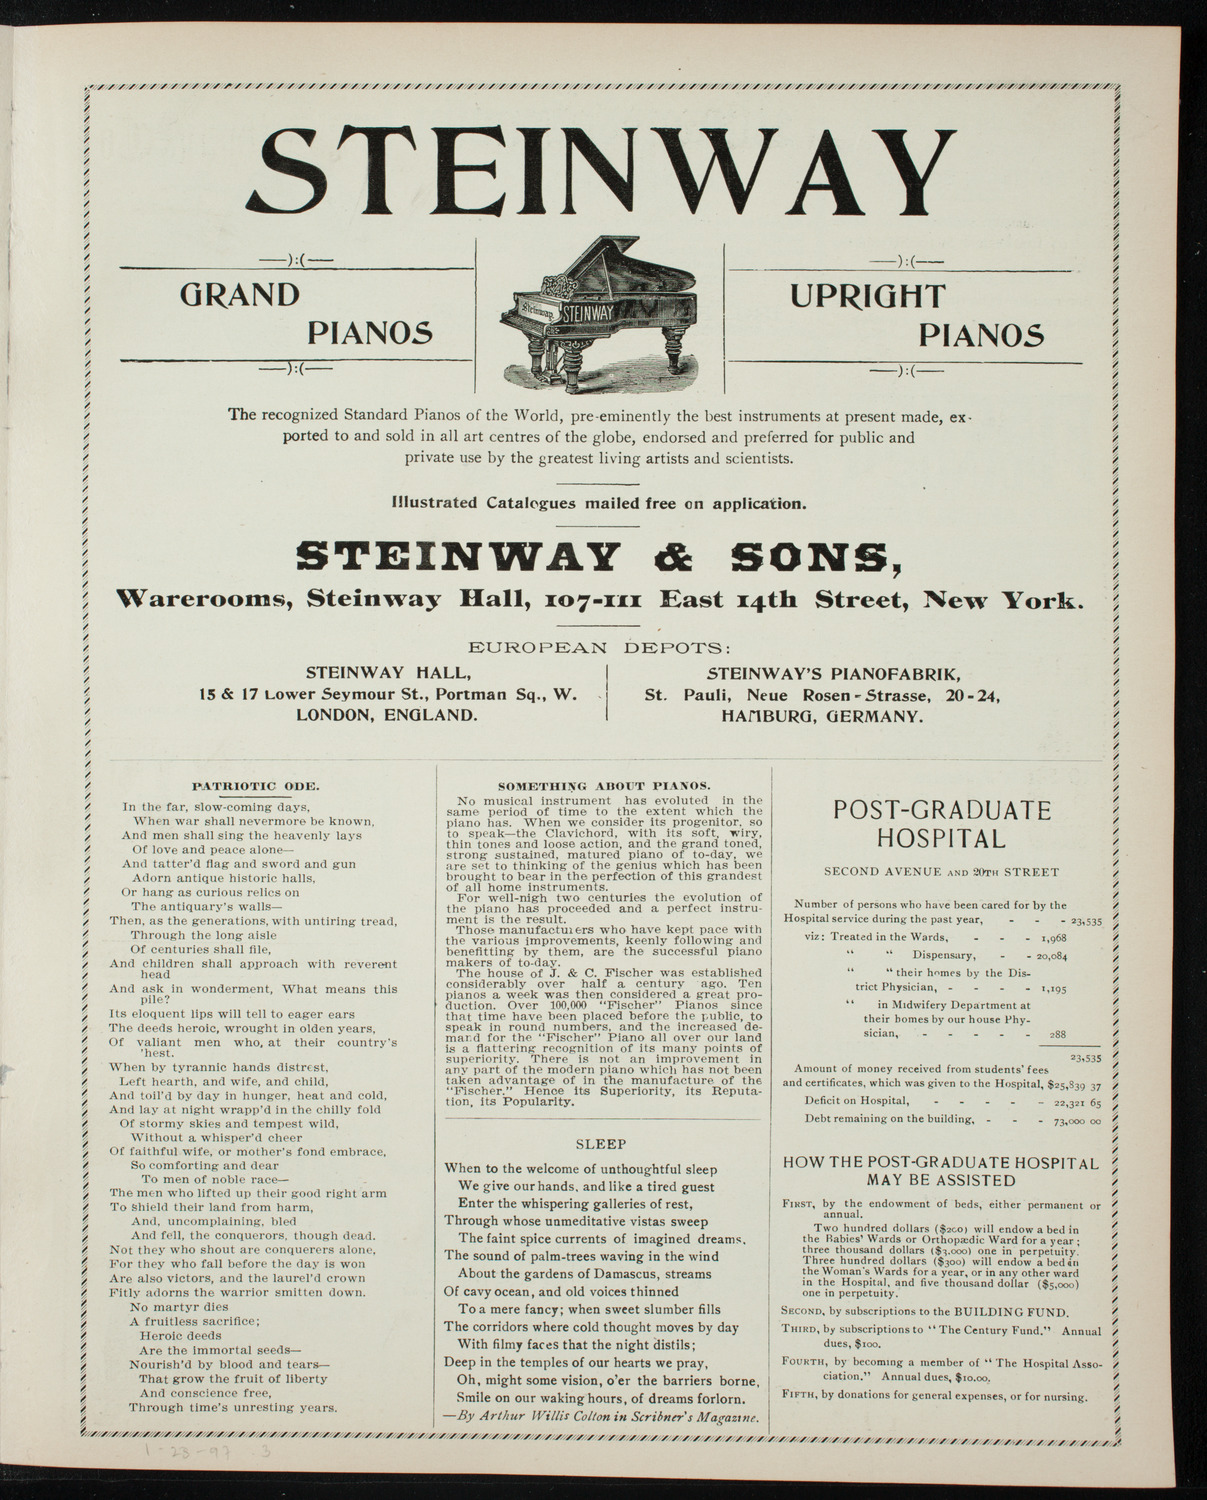 STEINWAY
—):(—
GRAND
PIANOS
—):(—
Steinway
STEINWAY
—):(—
UPRIGHT
PIANOS
—):(—
The recognized Standard Pianos of the World, pre-eminently the best instruments at present made, ex-
ported to and sold in all art centres of the globe, endorsed and preferred for public and
private use by the greatest living artists and scientists.
Illustrated Catalogues mailed free on application.
STEINWAY & SONS,
Warerooms, Steinway Hall, 107-111 East 14th Street, New York.
EUROPEAN DEPOTS:
STEINWAY HALL,
15 & 17 Lower Seymour St., Portman Sq., W.
LONDON, ENGLAND.
STEINWAY'S PIANOFABRIK,
St. Pauli, Neue Rosen-Strasse, 20-24,
HAMBURG, GERMANY.
PATRIOTIC ODE.
In the far, slow-coming days,
When war shall nevermore be known,
And men shall sing the heavenly lays
Of love and peace alone—
And tatter'd flag and sword and gun
Adorn antique historic halls,
Or hang as curious relics on
The antiquary's walls—
Then, as the generations, with untiring tread,
Through the long aisle
Of centuries shall file,
And children shall approach with reverent
head
And ask in wonderment, What means this
pile?
Its eloquent lips will tell to eager ears
The deeds heroic, wrought in olden years,
Of valiant men who, at their country's
'hest.
When by tyrannic hands distrest,
Left hearth, and wife, and child,
And toil'd by day in hunger, heat and cold,
And lay at night wrapp'd in the chilly fold
Of stormy skies and tempest wild,
Without a whisper'd cheer
Of faithful wife, or mother's fond embrace,
So comforting and dear
To men of noble race—
The men who lifted up their good right arm
To shield their land from harm,
And, uncomplaining, bled
And fell, the conquerors, though dead.
Not they who shout are conquerers alone,
For they who fall before the day is won
Are also victors, and the laurel'd crown
Fitly adorns the warrior smitten down.
No martyr dies
A fruitless sacrifice;
Heroic deeds
Are the immortal seeds—
Nourish'd by blood and tears—
That grow the fruit of liberty
And conscience free,
Through time's unresting years.
SOMETHING ABOUT PIANOS.
No musical instrument has evoluted in the
same period of time to the extent which the
piano has. When we consider its progenitor, so
to speak—the Clavichord, with its soft, wiry,
thin tones and loose action, and the grand toned,
strong sustained, matured piano of to-day, we
are set to thinking of the genius which has been
brought to bear in the perfection of this grandest
of all home instruments.
For well-nigh two centuries the evolution of
the piano has proceeded and a perfect instru-
ment is the result.
Those manufacturers who have kept pace with
the various improvements, keenly following and
benefitting by them, are the successful piano
makers of to-day.
The house of J. & C. Fischer was established
considerably over half a century ago. Ten
pianos a week was then considered a great pro-
duction. Over 100,000 "Fischer" Pianos since
that time have been placed before the public, to
speak in round numbers, and the increased de-
mand for the "Fischer" Piano all over our land
is a flattering recognition of its many points of
superiority. There is not an improvement in
any part of the modern piano which has not been
taken advantage of in the manufacture of the
"Fischer." Hence its Superiority, its Reputa-
tion, its Popularity.
SLEEP
When to the welcome of unthoughtful sleep
We give our hands, and like a tired guest
Enter the whispering galleries of rest,
Through whose unmeditative vistas sweep
The faint spice currents of imagined dreams,
The sound of palm-trees waving in the wind
About the gardens of Damascus, streams
Of cavy ocean, and old voices thinned
To a mere fancy; when sweet slumber fills
The corridors where cold thought moves by day
With filmy faces that the night distils;
Deep in the temples of our hearts we pray,
Oh, might some vision, o'er the barriers borne,
Smile on our waking hours, of dreams forlorn.
—By Arthur Willis Colton in Scribner's Magazine.
POST-GRADUATE
HOSPITAL
SECOND AVENUE AND 20TH STREET
Number of persons who have been cared for by the
Hospital service during the past year, - - - 23,535
viz: Treated in the Wards, - - - 1,968
" " Dispensary, - - 20,084
" " their homes by the Dis-
trict Physician, - - - - 1,195
" in Midwifery Department at
their homes by our house Phy-
sician, - - - - 288
23,535
Amount of money received from students' fees
and certificates, which was given to the Hospital, $25,839 37
Deficit on Hospital, - - - - - 22,321 65
Debt remaining on the building, - - - 73,000 00
HOW THE POST-GRADUATE HOSPITAL
MAY BE ASSISTED
FIRST, by the endowment of beds, either permanent or
annual.
Two hundred dollars ($200) will endow a bed in
the Babies' Wards or Orthopædic Ward for a year;
three thousand dollars ($3,000) one in perpetuity.
Three hundred dollars ($300) will endow a bed in
the Woman's Wards for a year, or in any other ward
in the Hospital, and five thousand dollar ($5,000)
one in perpetuity.
SECOND, by subscriptions to the BUILDING FUND.
THIRD, by subscriptions to "The Century Fund." Annual
dues, $100.
FOURTH, by becoming a member of "The Hospital Asso-
ciation." Annual dues, $10.00.
FIFTH, by donations for general expenses, or for nursing.
1-23-97 3